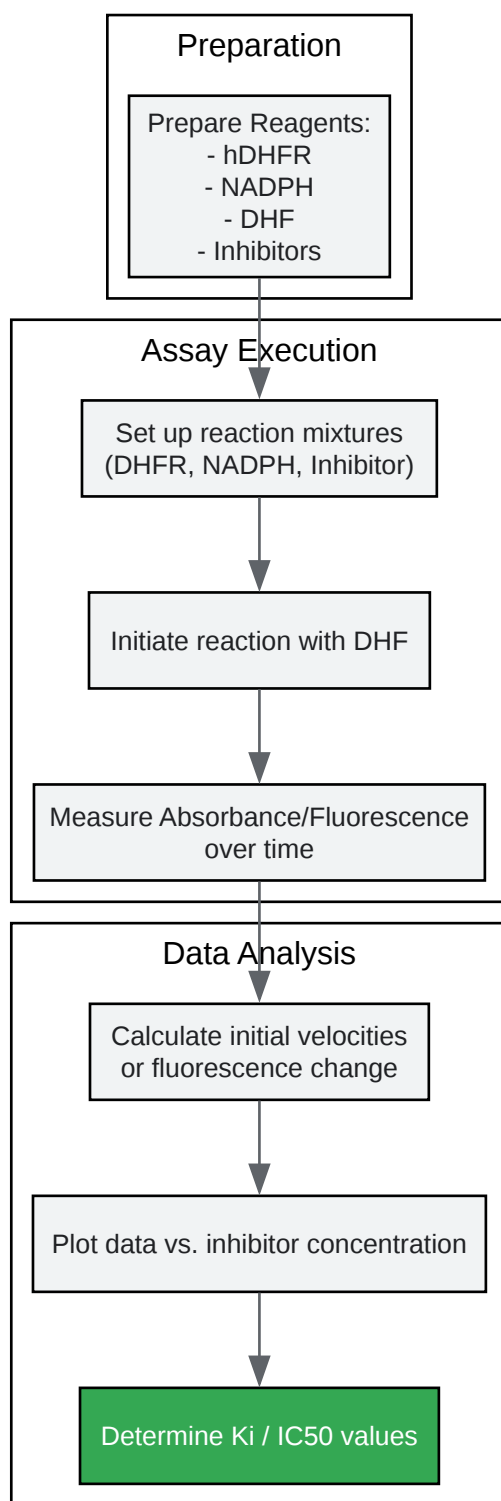 Preparation
Prepare Reagents:
- hDHFR
- NADPH
- DHF
- Inhibitors
Assay Execution
Set up reaction mixtures
(DHFR, NADPH, Inhibitor)
Initiate reaction with DHF
Measure Absorbance/Fluorescence
over time
Data Analysis
Calculate initial velocities
or fluorescence change
Plot data vs. inhibitor concentration
Determine Ki / IC50 values